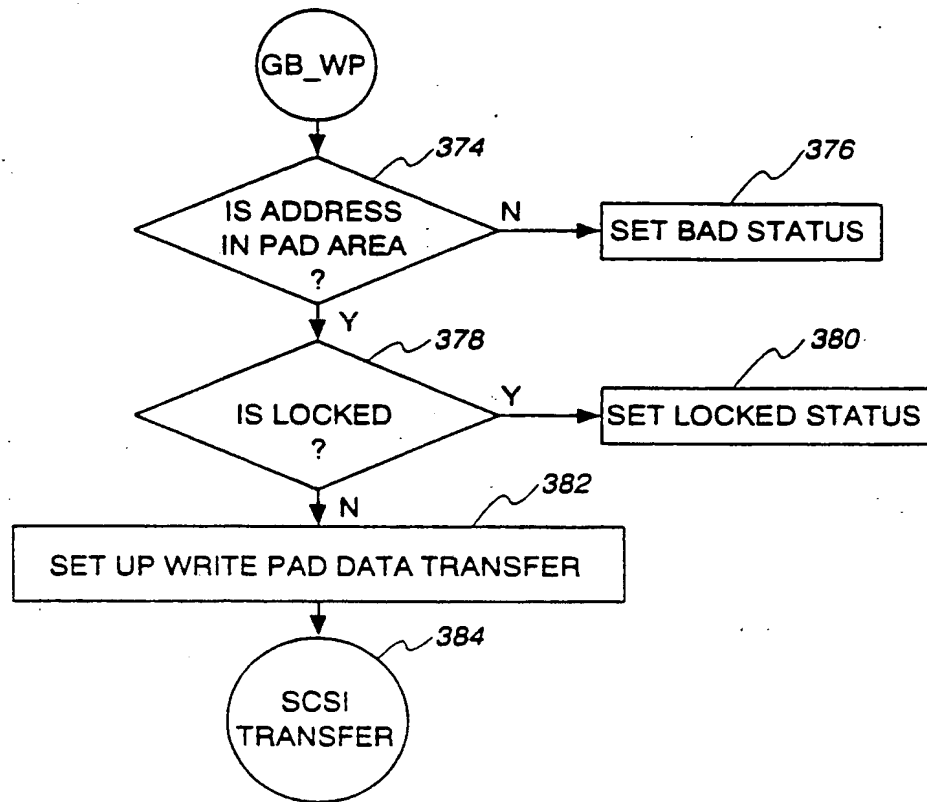 GB_WP
374
IS ADDRESS
IN PAD AREA
?
N
376
SET BAD STATUS
Y
378
IS LOCKED
?
Y
380
SET LOCKED STATUS
N
382
SET UP WRITE PAD DATA TRANSFER
384
SCSI
TRANSFER